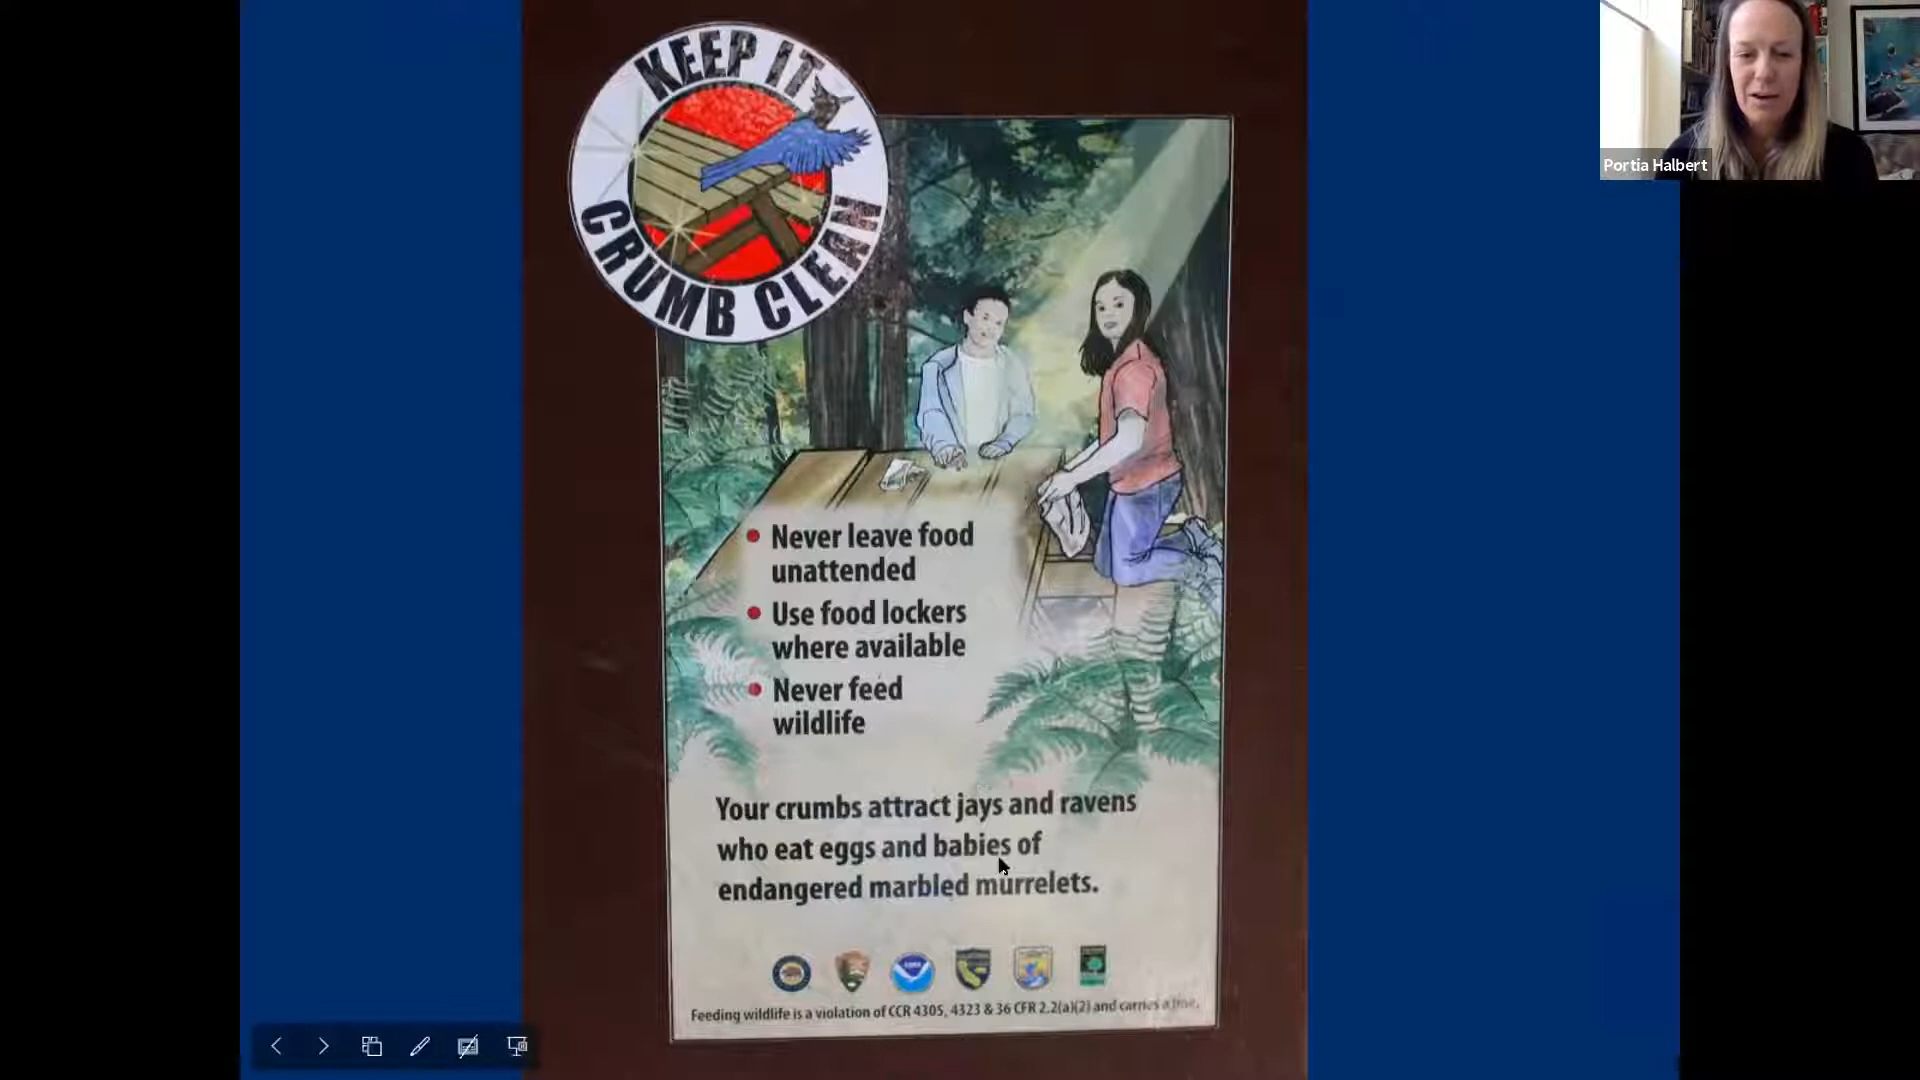 KEEP IT
CRUMB CLEAN
Never leave food
unattended
Use food lockers
where available
Never feed
wildlife
Your crumbs attract jays and ravens
who eat eggs and babies of
endangered marbled murrelets.
Feeding wildlife is a violation of CCR 4305, 4323 & 36 CFR 2.2(a)(2) and carries a fine.
Portia Halbert